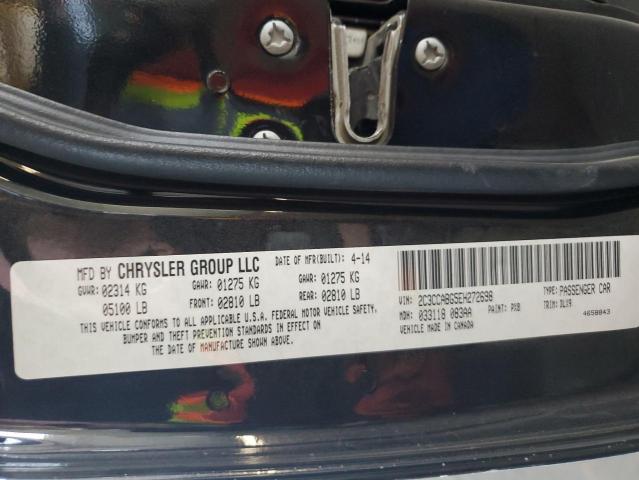 MFD BY CHRYSLER GROUP LLC DATE OF MFR(BUILT): 4-14
GVWR: 02314 KG GAWR: 01275 KG GAWR: 01275 KG
05100 LB FRONT: 02810 LB REAR: 02810 LB
THIS VEHICLE CONFORMS TO ALL APPLICABLE U.S.A. FEDERAL MOTOR VEHICLE SAFETY,
BUMPER AND THEFT PREVENTION STANDARDS IN EFFECT ON
THE DATE OF MANUFACTURE SHOWN ABOVE.
VIN: 2C3CCABG5EH272698 TYPE: PASSENGER CAR
MDH: 033118 083AA PAINT: PXB TRIM: DLX9
VEHICLE MADE IN CANADA 4658843